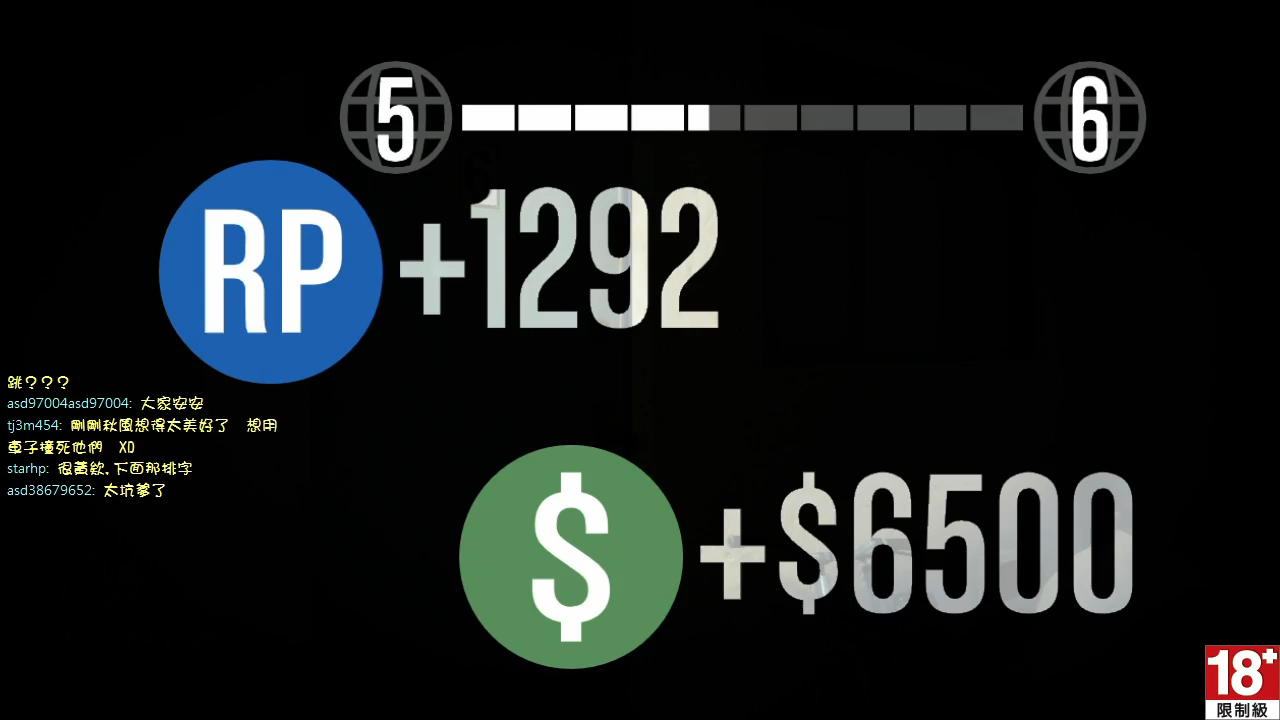 5
6
RP
+1292
跳？？？
asd97004asd97004: 大家安安
tj3m454: 剛剛秋風想得太美好了 想用
車子撞死他們 XD
starhp: 很黃欸,下面那排字
asd38679652: 太坑爹了
$
+$6500
18+
限制級